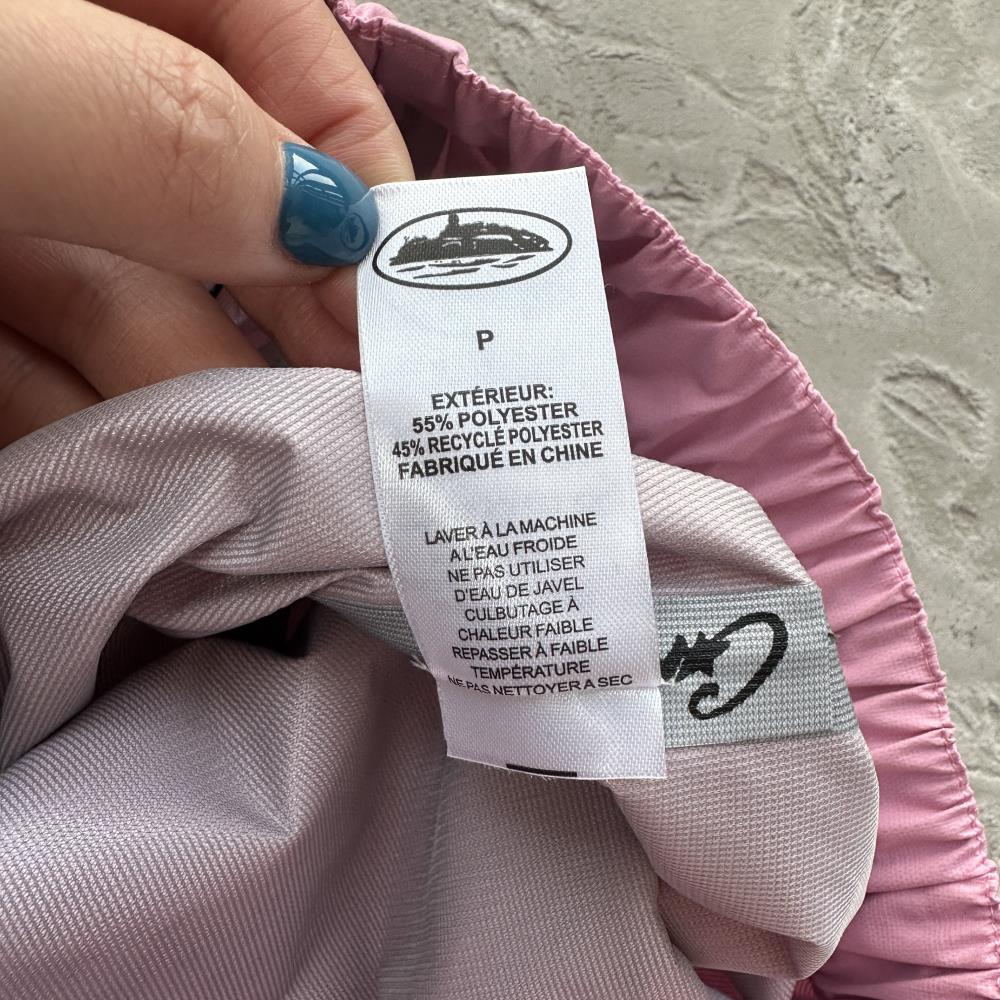 P
EXTÉRIEUR:
55% POLYESTER
45% RECYCLÉ POLYESTER
FABRIQUÉ EN CHINE
LAVER À LA MACHINE
A L'EAU FROIDE
NE PAS UTILISER
D'EAU DE JAVEL
CULBUTAGE À
CHALEUR FAIBLE
REPASSER À FAIBLE
TEMPÉRATURE
NE PAS NETTOYER A SEC